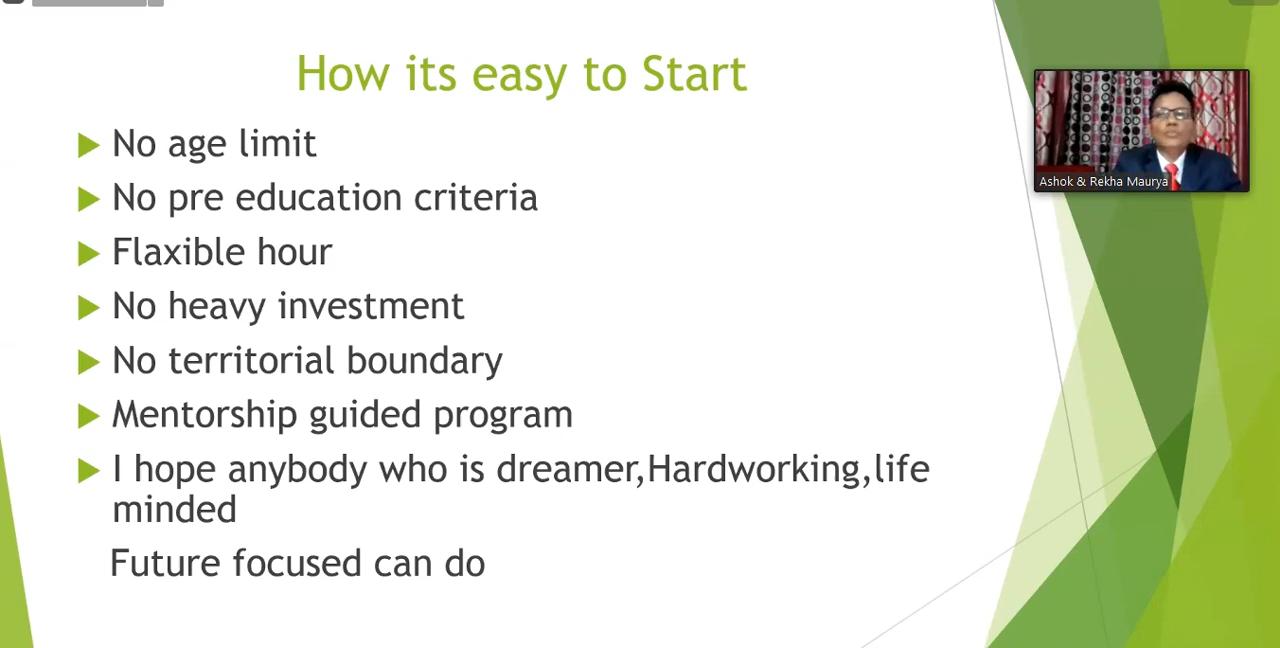 How its easy to Start
No age limit
No pre education criteria
Flaxible hour
No heavy investment
No territorial boundary
Mentorship guided program
I hope anybody who is dreamer,Hardworking,life
minded
Future focused can do
Ashok & Rekha Maurya